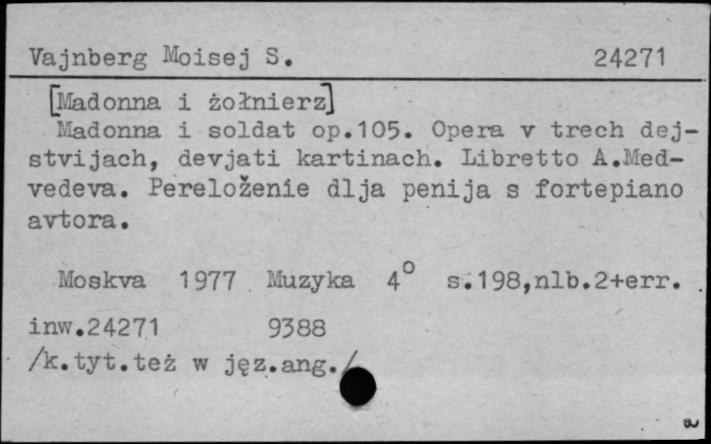 Vajnberg Moisej S. 24271
[Madonna i żołnierz]
Madonna i soldat op.105. Opera v trech dej-
stvijach, devjati kartinach. Libretto A.Med-
vedeva. Pereloženie dlja penija s fortepiano
avtora.
Moskva 1977 Muzyka 4° s.198,nlb.2+err.
inw.24271 9388
/k.tyt.też w jęz.ang./